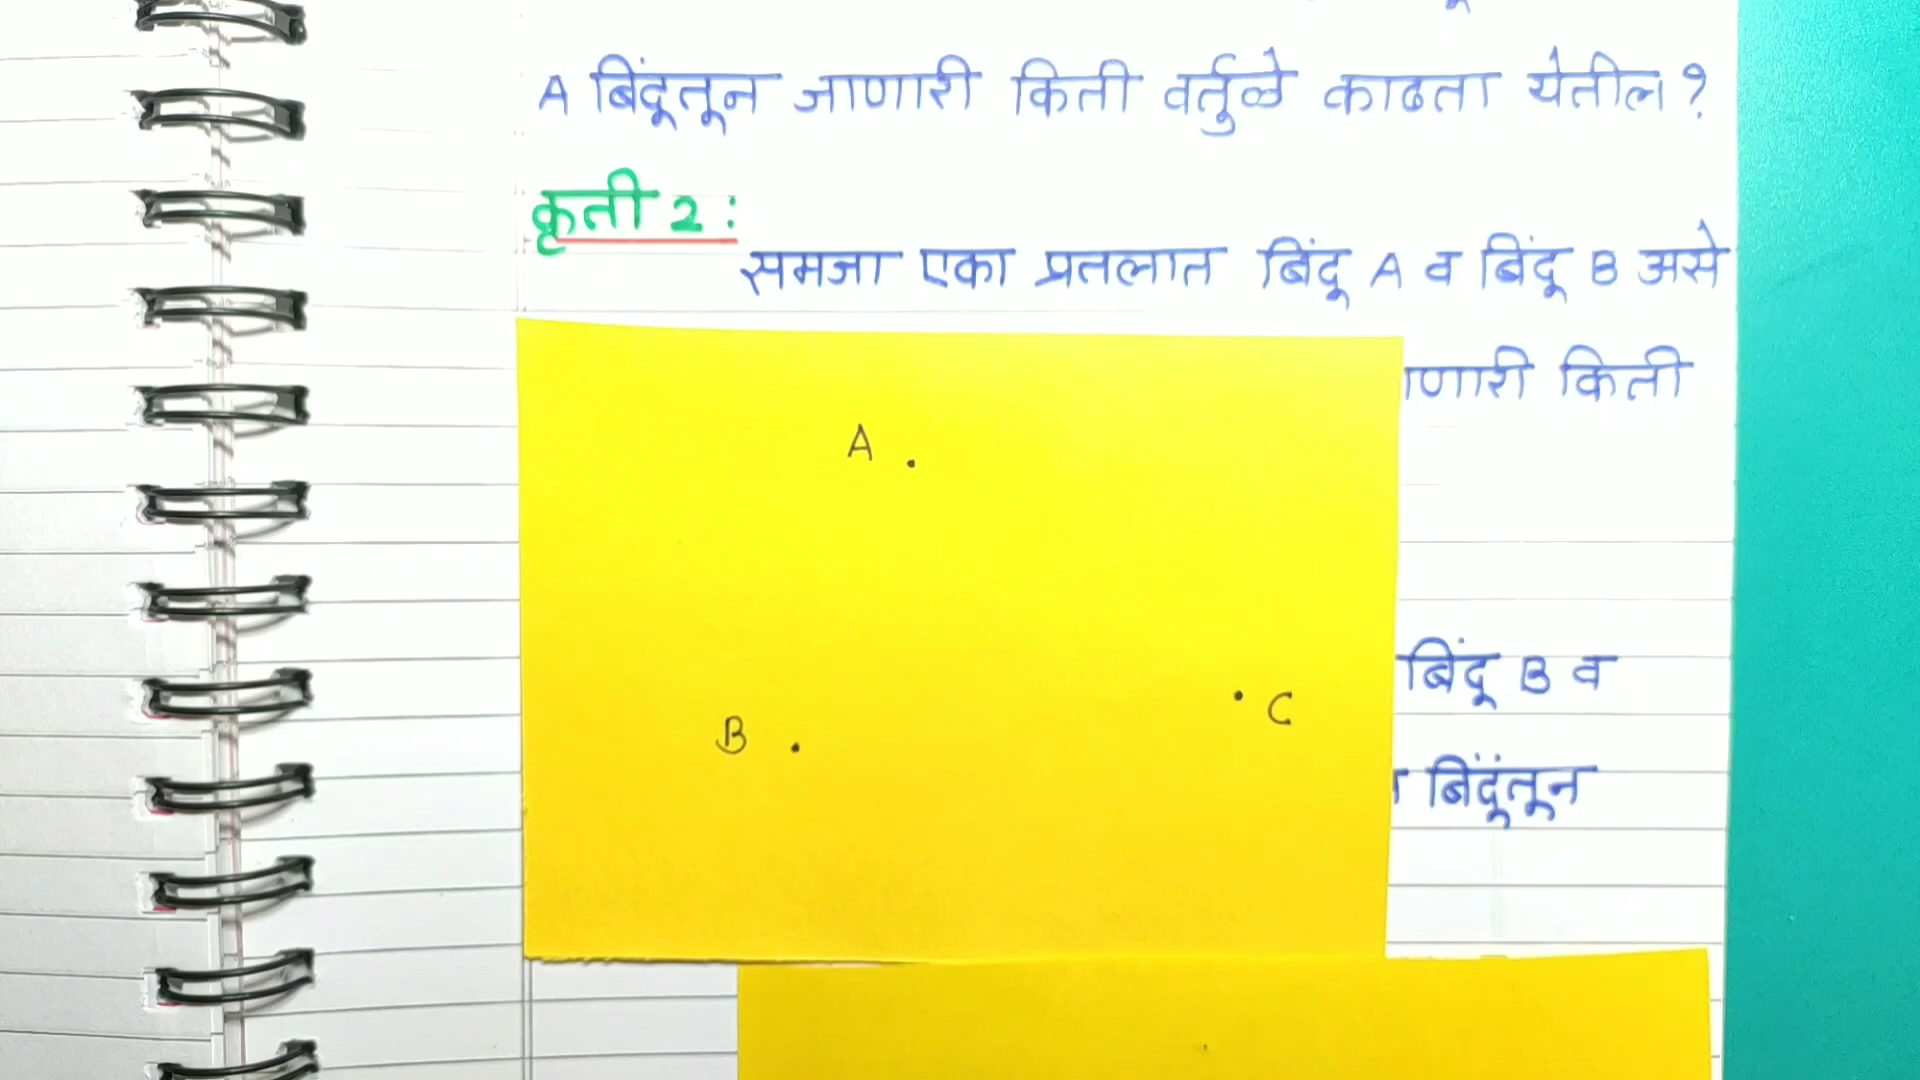 A बिंदूतून जाणारी किती वर्तुळे काढता येतील ?
कृती 2 :
समजा एका प्रतलात बिंदू A व बिंदू B असे
किती
A
B
C
बिंदू B व
बिंदूंतून